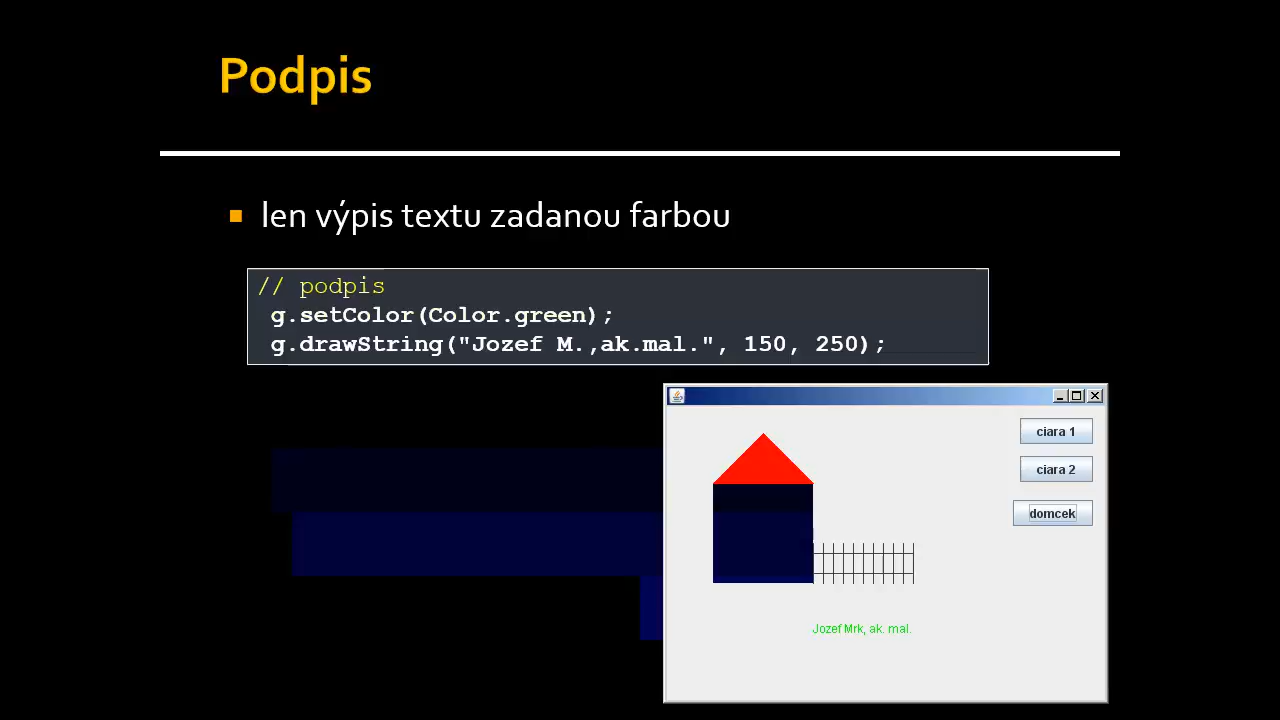 Podpis
len výpis textu zadanou farbou
// podpis
g.setColor(Color.green);
g.drawString("Jozef M.,ak.mal.", 150, 250);
ciara 1
ciara 2
domcek
Jozef Mrk, ak. mal.